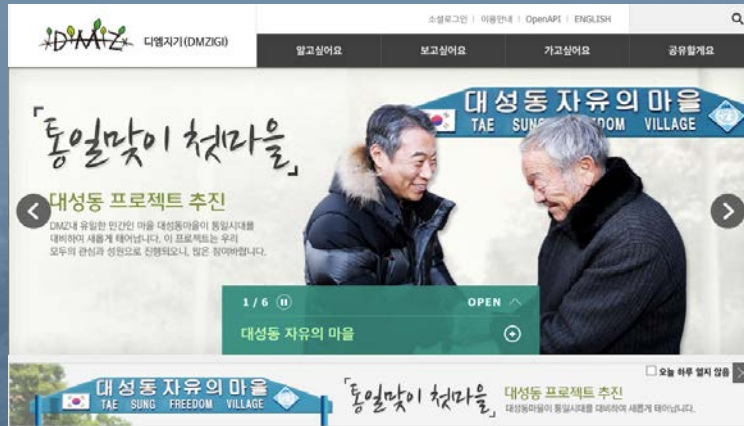 DMZ 디엠지기(DMZIGI)
소셜로그인 | 이용안내 | OpenAPI | ENGLISH
알고싶어요 보고싶어요 가고싶어요 공유할게요
「통일맞이 첫마을」
대성동 자유의 마을
TAE SUNG FREEDOM VILLAGE
대성동 프로젝트 추진
DMZ내 유일한 민간인 마을 대성동마을이 통일시대를
대비하여 새롭게 태어납니다. 이 프로젝트는 우리
모두의 관심과 성원으로 진행되오니, 많은 참여바랍니다.
1 / 6 OPEN
대성동 자유의 마을
오늘 하루 열지 않음
대성동 자유의 마을
TAE SUNG FREEDOM VILLAGE
「통일맞이 첫마을」
대성동 프로젝트 추진
대성동마을이 통일시대를 대비하여 새롭게 태어납니다.